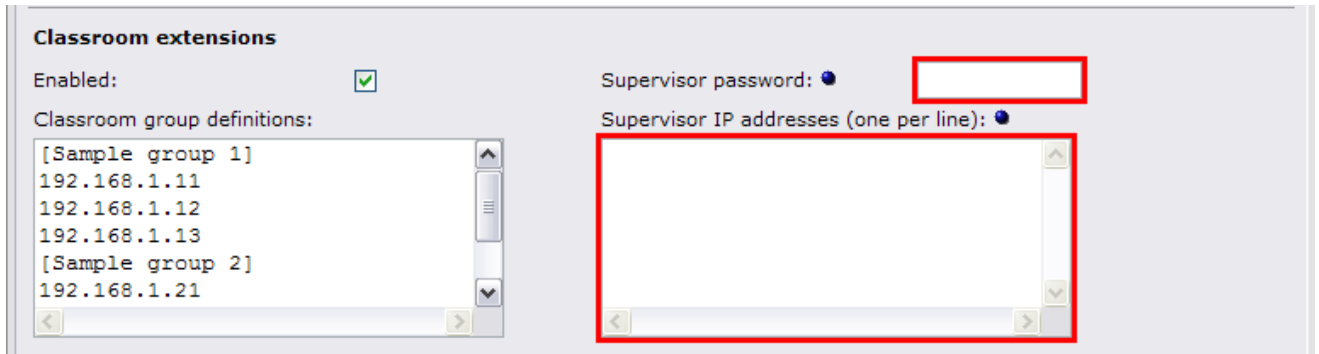 Classroom extensions
Enabled:
Supervisor password:
Classroom group definitions:
Supervisor IP addresses (one per line):
[Sample group 1]
192.168.1.11
192.168.1.12
192.168.1.13
[Sample group 2]
192.168.1.21